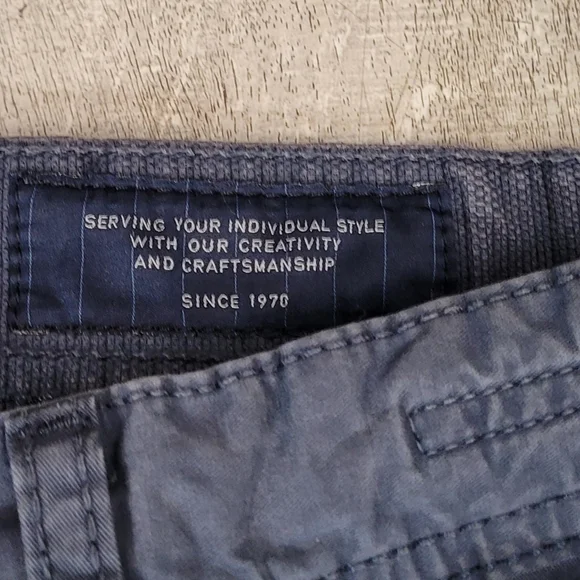 SERVING YOUR INDIVIDUAL STYLE
WITH OUR CREATIVITY
AND CRAFTSMANSHIP
SINCE 1970